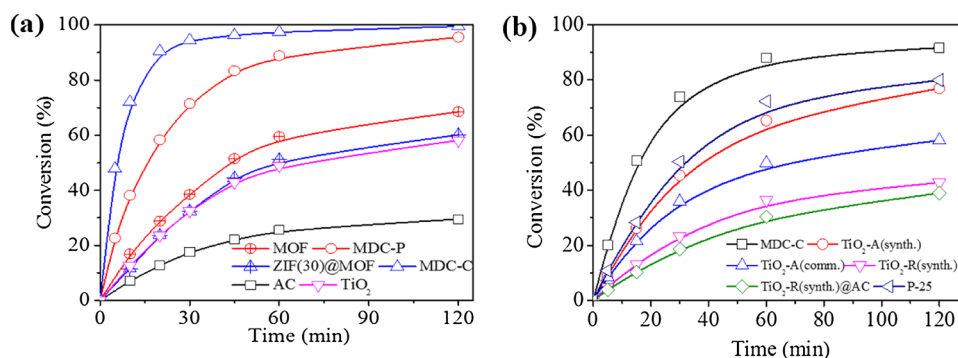 (a)
Conversion (%)
100
80
60
40
20
0
MOF MDC-P
ZIF(30)@MOF MDC-C
AC TiO₂
0 30 60 90 120
Time (min)
(b)
Conversion (%)
100
80
60
40
20
0
MDC-C TiO₂-A(synth.)
TiO₂-A(comm.) TiO₂-R(synth.)
TiO₂-R(synth.)@AC P-25
0 20 40 60 80 100 120
Time (min)